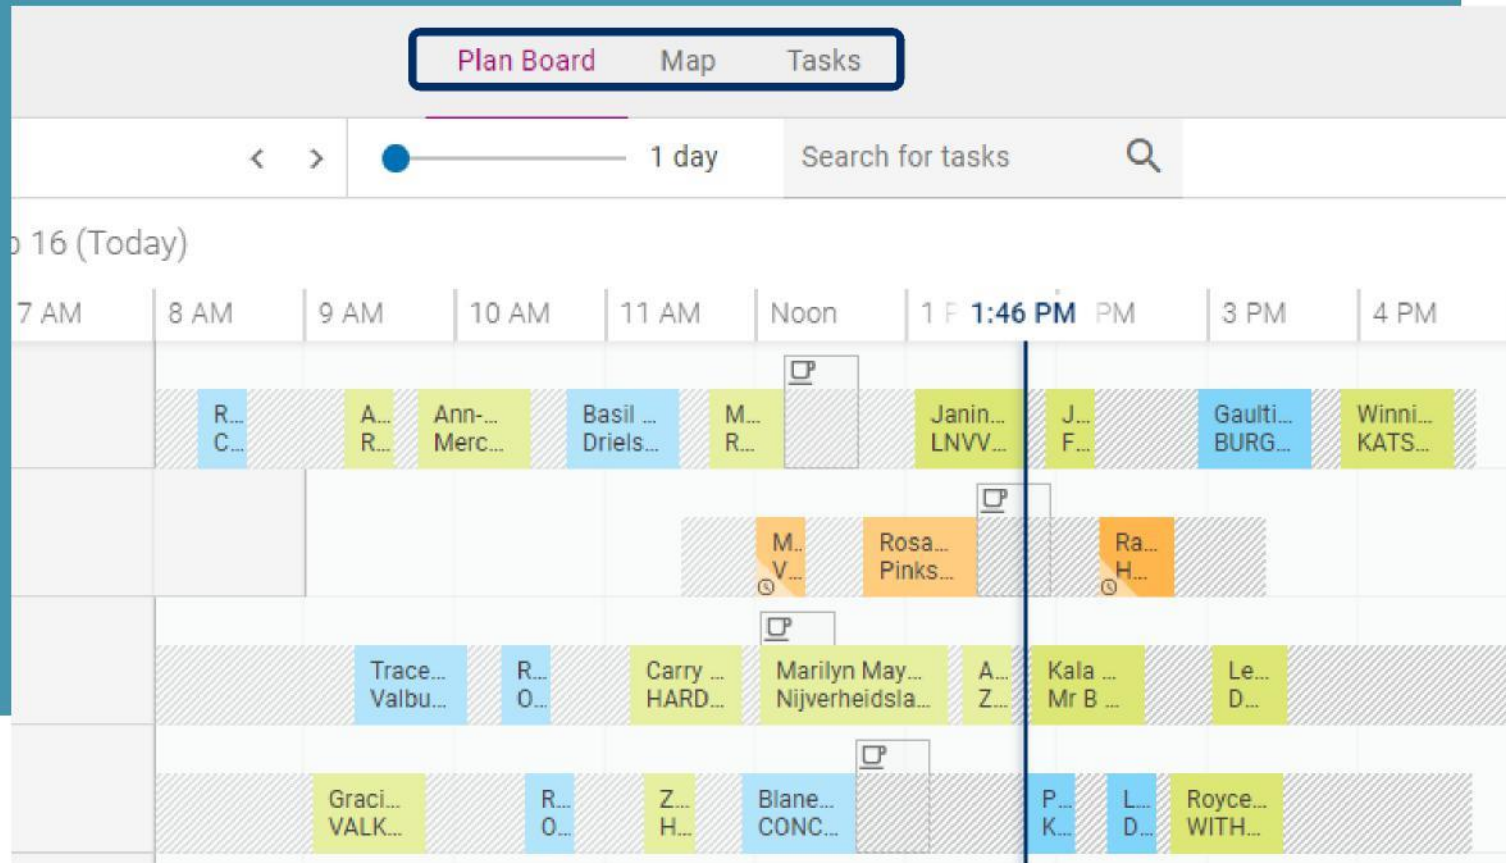 Plan Board Map Tasks
1 day Search for tasks
16 (Today)
7 AM 8 AM 9 AM 10 AM 11 AM Noon 1 P 1:46 PM PM 3 PM 4 PM
R... A... Ann-... Basil ... M... Janin... J... Gaulti... Winni...
C... R... Merc... Driels... R... LNVV... F... BURG... KATS...
M... Rosa... Ra...
V... Pinks... H...
Trace... R... Carry ... Marilyn May... A... Kala ... Le...
Valbu... O... HARD... Nijverheidsla... Z... Mr B ... D...
Graci... R... Z... Blane... P... L... Royce...
VALK... O... H... CONC... K... D... WITH...